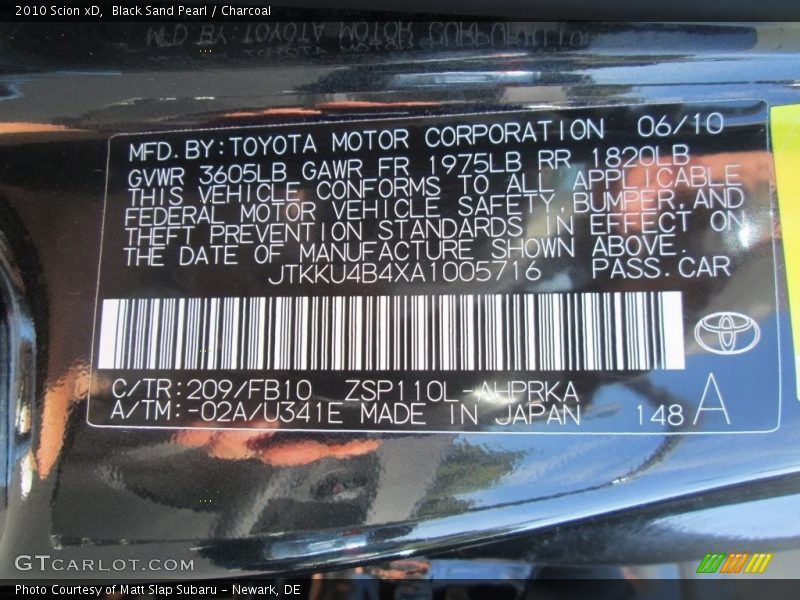 2010 Scion xD, Black Sand Pearl / Charcoal
MFD. BY: TOYOTA MOTOR CORPORATION 06/10
GVWR 3605LB GAWR FR 1975LB RR 1820LB
THIS VEHICLE CONFORMS TO ALL APPLICABLE
FEDERAL MOTOR VEHICLE SAFETY, BUMPER, AND
THEFT PREVENTION STANDARDS IN EFFECT ON
THE DATE OF MANUFACTURE SHOWN ABOVE.
JTKKU4B4XA1005716 PASS. CAR
C/TR: 209/FB10 ZSP110L-AHPRKA
A/TM: -02A/U341E MADE IN JAPAN 148 A
GTCARLOT.COM
Photo Courtesy of Matt Slap Subaru - Newark, DE